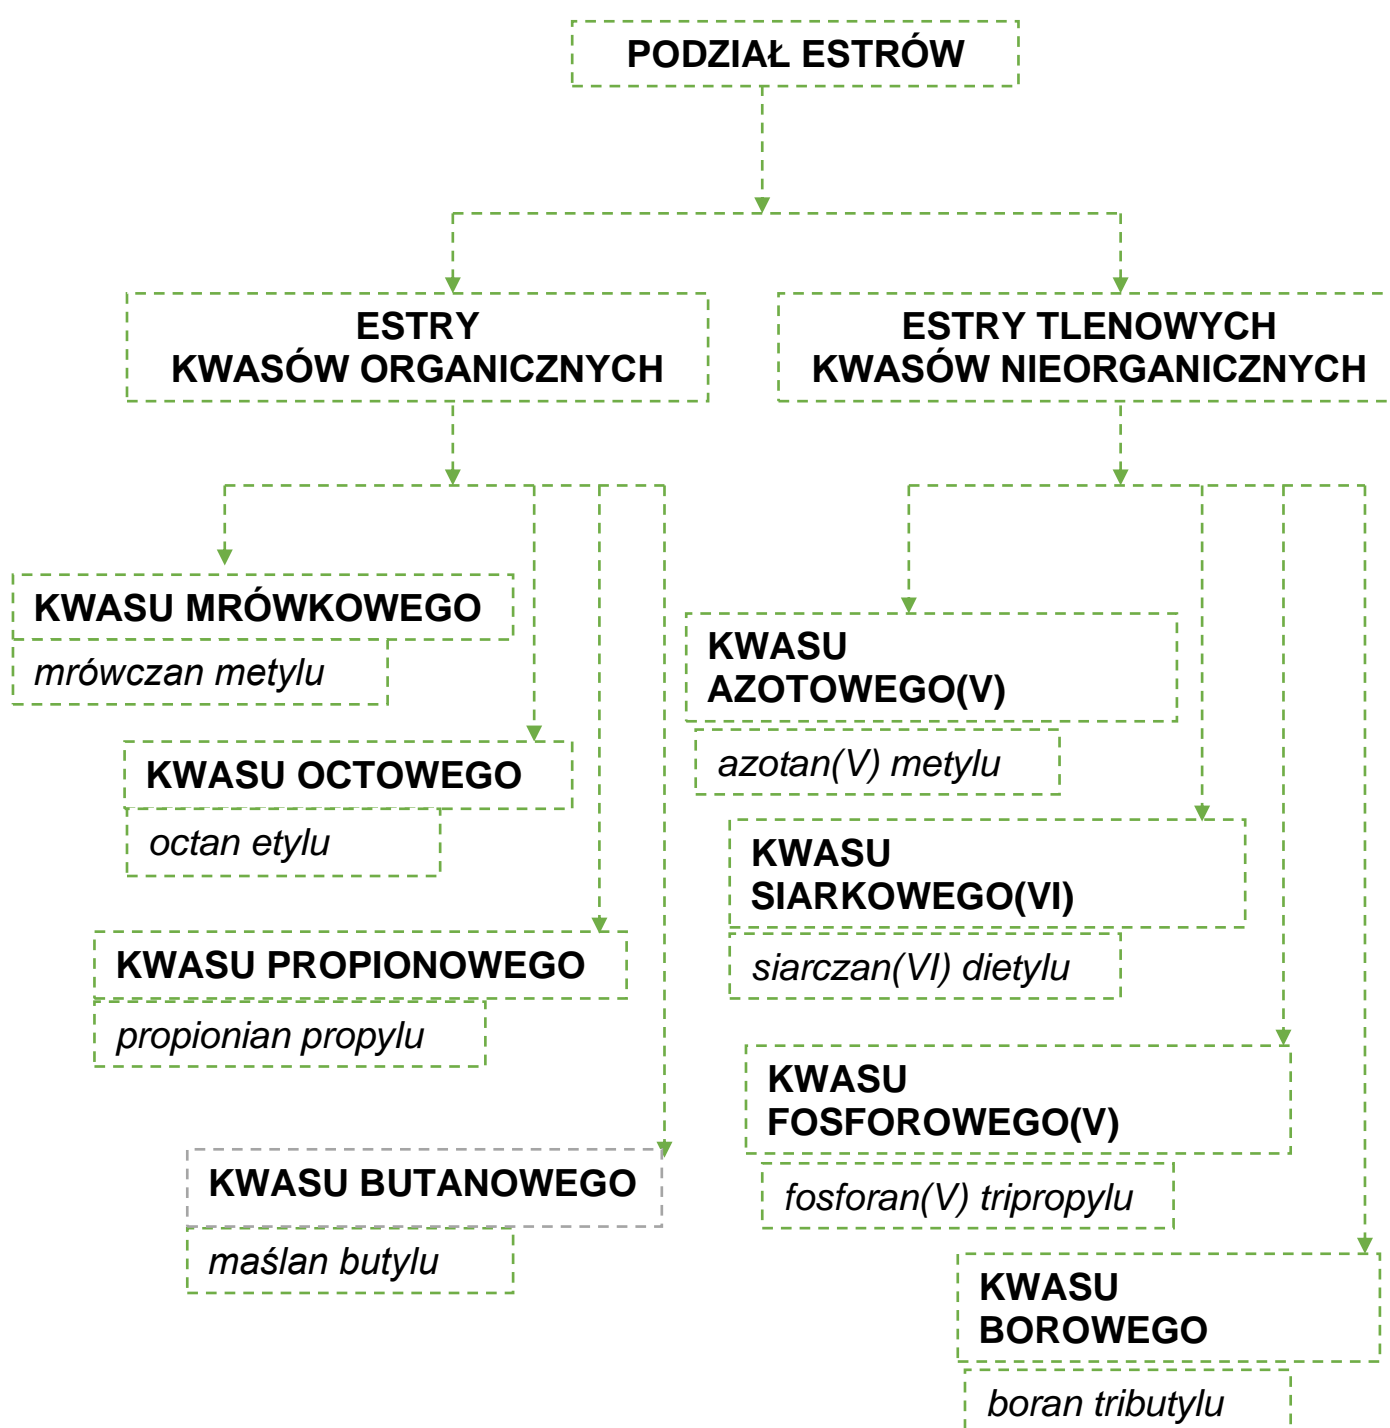 PODZIAŁ ESTRÓW
ESTRY
KWASÓW ORGANICZNYCH
ESTRY TLENOWYCH
KWASÓW NIEORGANICZNYCH
KWASU MRÓWKOWEGO
mrówczan metylu
KWASU OCTOWEGO
octan etylu
KWASU PROPIONOWEGO
propionian propylu
KWASU BUTANOWEGO
maślan butylu
KWASU
AZOTOWEGO(V)
azotan(V) metylu
KWASU
SIARKOWEGO(VI)
siarczan(VI) dietylu
KWASU
FOSFOROWEGO(V)
fosforan(V) tripropylu
KWASU
BOROWEGO
boran tributylu